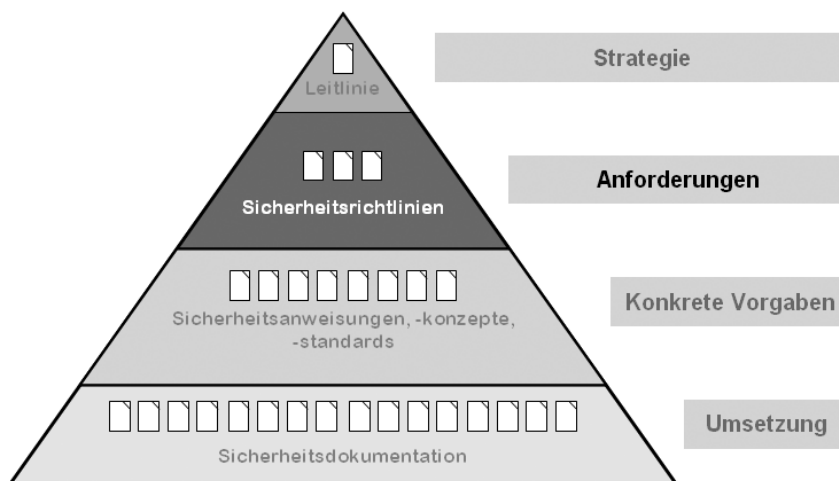 Leitlinie
Strategie
Sicherheitsrichtlinien
Anforderungen
Sicherheitsanweisungen, -konzepte,
-standards
Konkrete Vorgaben
Sicherheitsdokumentation
Umsetzung